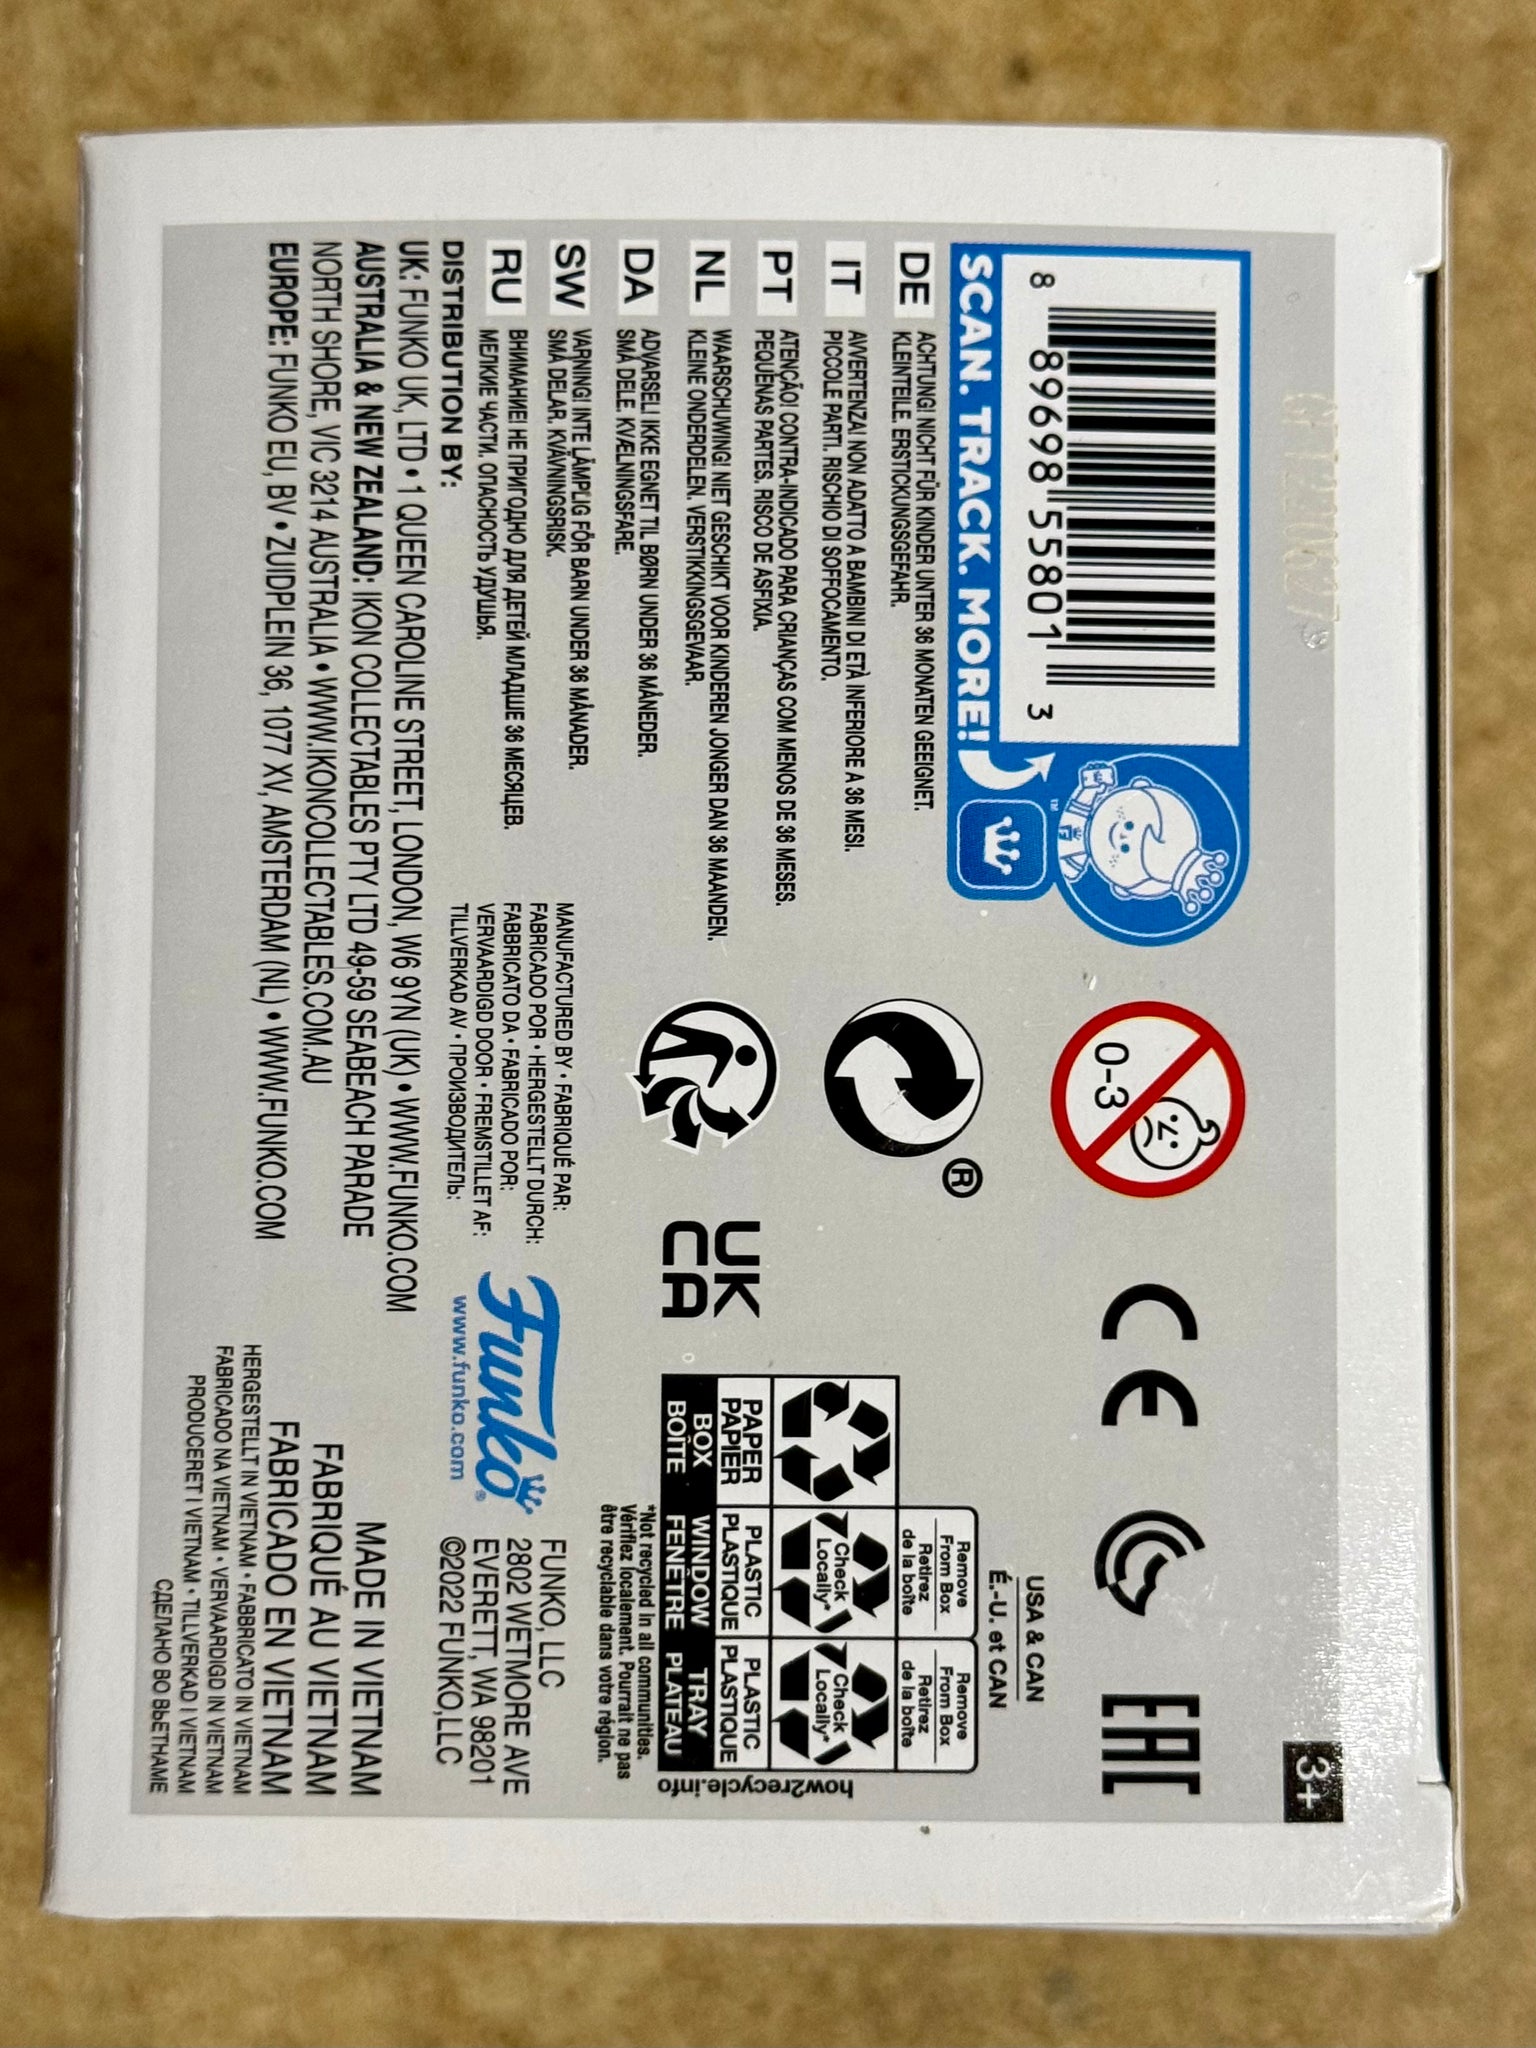 3+
8 89698 55801 3
SCAN. TRACK. MORE!
™
0-3
CE
EAC
DE ACHTUNG! NICHT FÜR KINDER UNTER 36 MONATEN GEEIGNET.
KLEINTEILE. ERSTICKUNGSGEFAHR.
IT AVVERTENZA! NON ADATTO A BAMBINI DI ETÀ INFERIORE A 36 MESI.
PICCOLE PARTI. RISCHIO DI SOFFOCAMENTO.
PT ATENÇÃO! CONTRA-INDICADO PARA CRIANÇAS COM MENOS DE 36 MESES.
PEQUENAS PARTES. RISCO DE ASFIXIA.
NL WAARSCHUWING! NIET GESCHIKT VOOR KINDEREN JONGER DAN 36 MAANDEN.
KLEINE ONDERDELEN. VERSTIKKINGSGEVAAR.
DA ADVARSEL! IKKE EGNET TIL BØRN UNDER 36 MÅNEDER.
SMÅ DELE. KVÆLNINGSFARE.
SW VARNING! INTE LÄMPLIG FÖR BARN UNDER 36 MÅNADER.
SMÅ DELAR. KVÄVNINGSRISK.
RU ВНИМАНИЕ! НЕ ПРИГОДНО ДЛЯ ДЕТЕЙ МЛАДШЕ 36 МЕСЯЦЕВ.
МЕЛКИЕ ЧАСТИ. ОПАСНОСТЬ УДУШЬЯ.
®
UK
CA
USA & CAN
É.-U. et CAN
Remove From Box
Retirez de la boîte
Remove From Box
Retirez de la boîte
Check Locally*
Check Locally*
PAPER PAPIER
PLASTIC PLASTIQUE
PLASTIC PLASTIQUE
BOX BOÎTE
WINDOW FENÊTRE
TRAY PLATEAU
how2recycle.info
*Not recycled in all communities.
Vérifiez localement. Pourrait ne pas
être recyclable dans votre région.
DISTRIBUTION BY:
UK: FUNKO UK, LTD • 1 QUEEN CAROLINE STREET, LONDON, W6 9YN (UK) • WWW.FUNKO.COM
AUSTRALIA & NEW ZEALAND: IKON COLLECTABLES PTY LTD 49-59 SEABEACH PARADE
NORTH SHORE, VIC 3214 AUSTRALIA • WWW.IKONCOLLECTABLES.COM.AU
EUROPE: FUNKO EU, BV • ZUIDPLEIN 36, 1077 XV, AMSTERDAM (NL) • WWW.FUNKO.COM
MANUFACTURED BY • FABRIQUÉ PAR:
FABRICADO POR • HERGESTELLT DURCH:
FABBRICATO DA • FABRICADO POR:
VERVAARDIGD DOOR • FREMSTILLET AF:
TILLVERKAD AV • ПРОИЗВОДИТЕЛЬ:
Funko®
www.funko.com
FUNKO, LLC
2802 WETMORE AVE
EVERETT, WA 98201
©2022 FUNKO,LLC
MADE IN VIETNAM
FABRIQUÉ AU VIETNAM
FABRICADO EN VIETNAM
HERGESTELLT IN VIETNAM • FABBRICATO IN VIETNAM
FABRICADO NA VIETNAM • VERVAARDIGD IN VIETNAM
PRODUCERET I VIETNAM • TILLVERKAD I VIETNAM
СДЕЛАНО ВО ВЬЕТНАМЕ